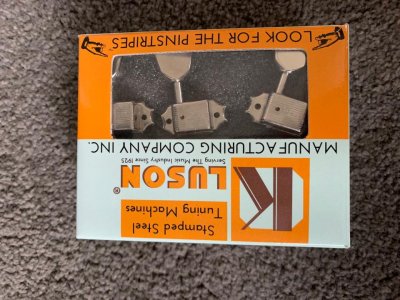 Stamped Steel
Tuning Machines
KLUSON®
Serving The Music Industry Since 1925
MANUFACTURING COMPANY INC.
LOOK FOR THE PINSTRIPES